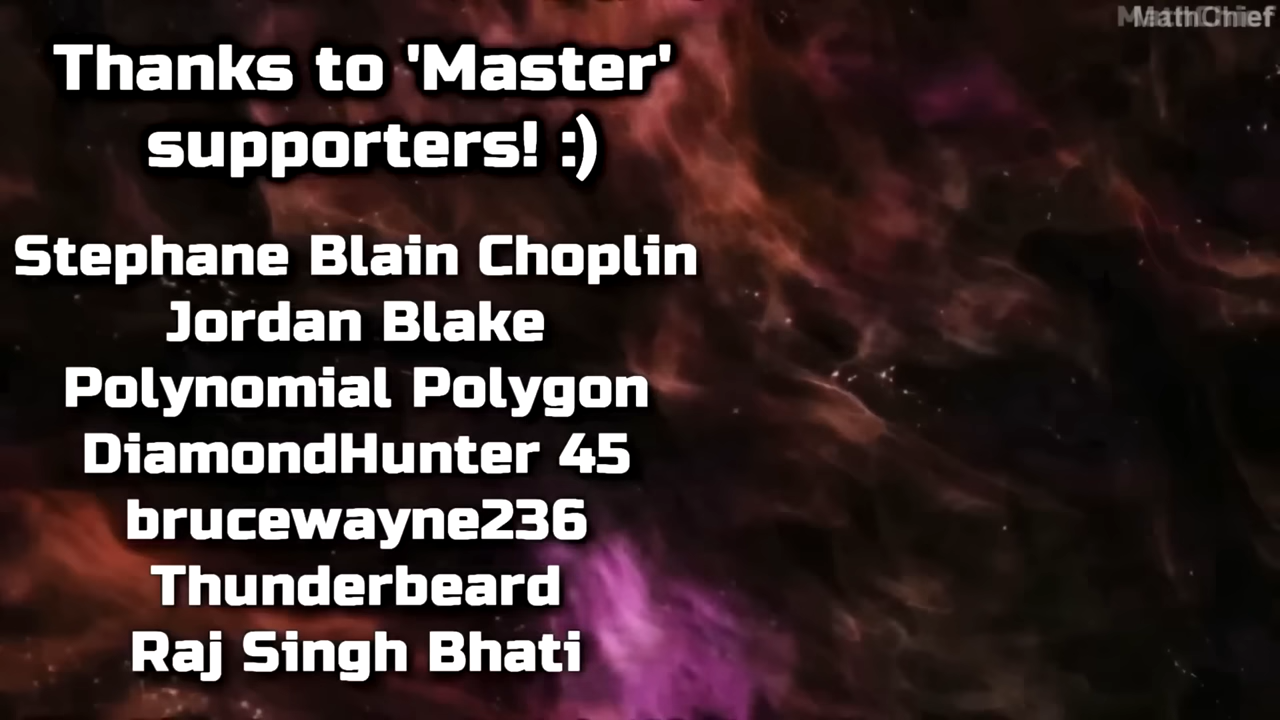 MathChief
Thanks to 'Master'
supporters! :)
Stephane Blain Choplin
Jordan Blake
Polynomial Polygon
DiamondHunter 45
brucewayne236
Thunderbeard
Raj Singh Bhati